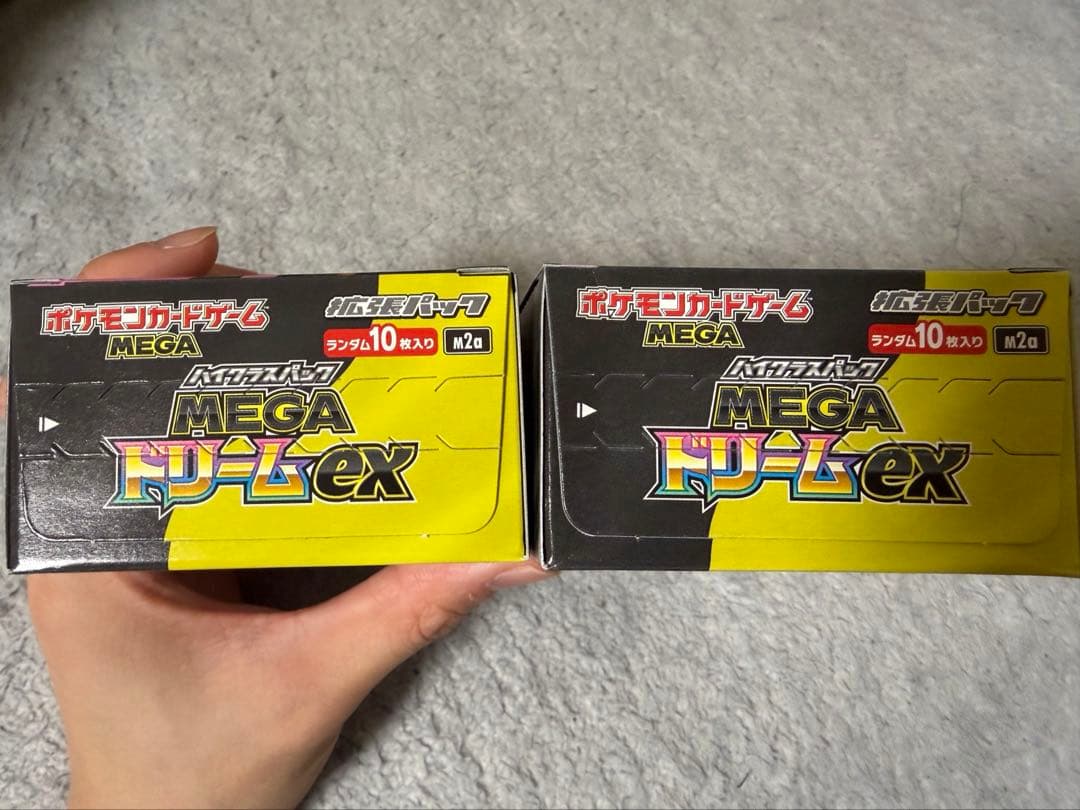 ポケモンカードゲーム
MEGA
拡張パック
ランダム10枚入り
M2a
ハイクラスパック
MEGA
ドリームex
ポケモンカードゲーム
MEGA
拡張パック
ランダム10枚入り
M2a
ハイクラスパック
MEGA
ドリームex